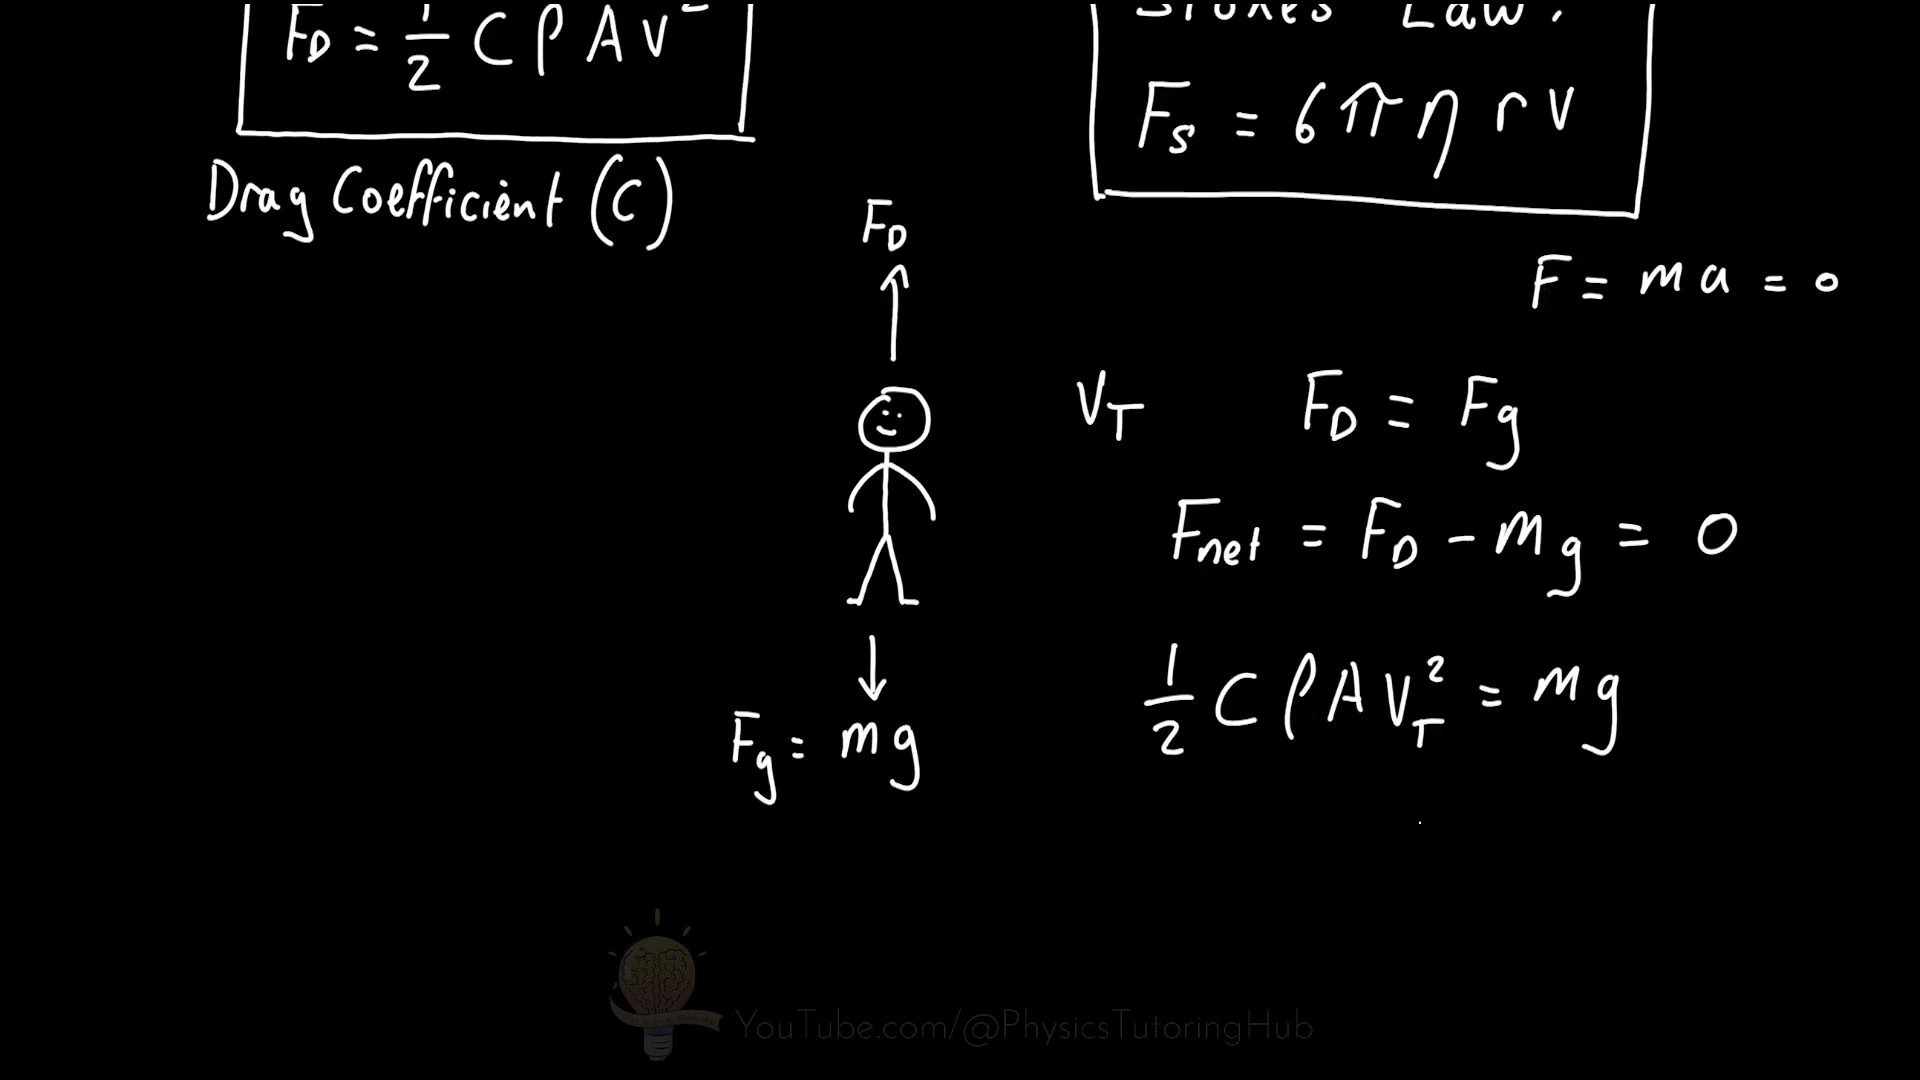 F_D = 1/2 C ρ A v²
Drag Coefficient (C)
Stokes Law:
F_s = 6 π η r v
F = ma = 0
F_D
V_T F_D = F_g
F_net = F_D - mg = 0
1/2 C ρ A V_T² = mg
F_g = mg
YouTube.com/@PhysicsTutoringHub